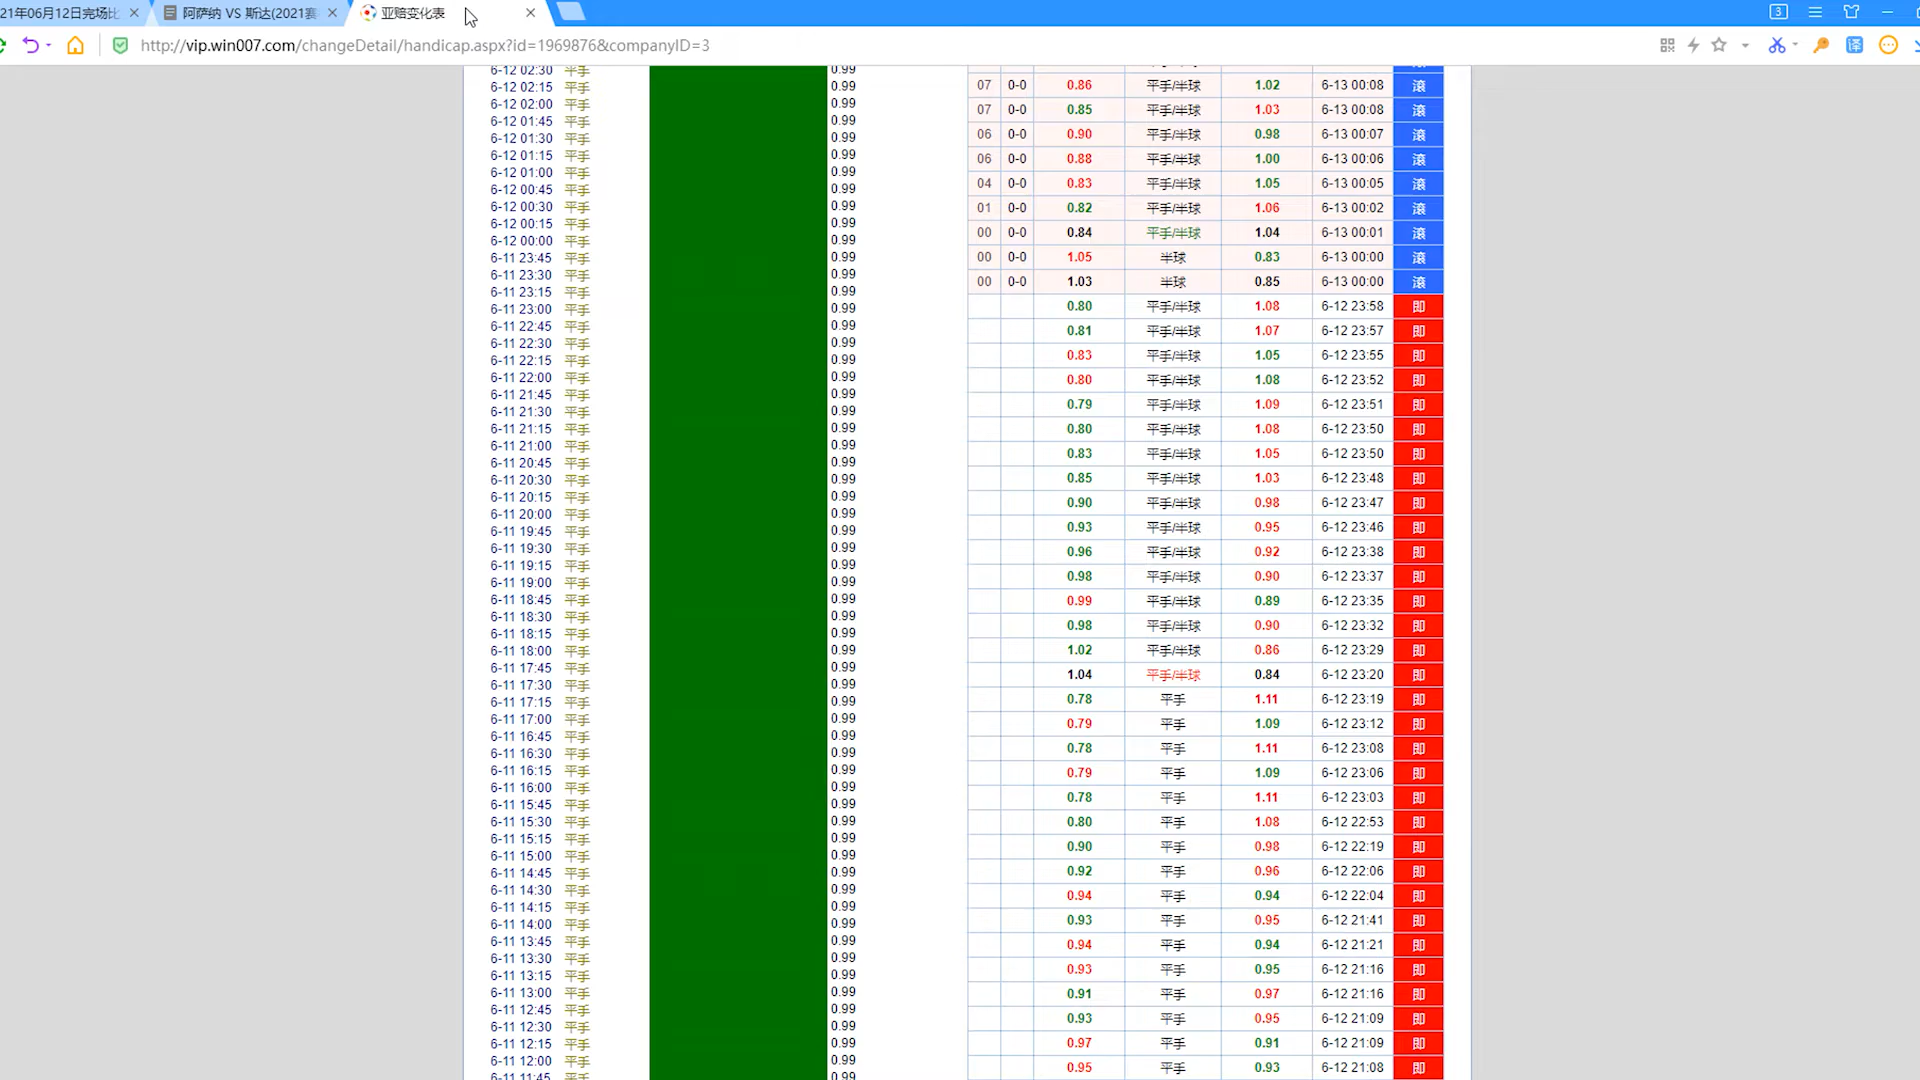 21年06月12日完场比
阿萨纳 VS 斯达(2021赛
亚赔变化表
3
http://vip.win007.com/changeDetail/handicap.aspx?id=1969876&companyID=3
译
6-12 02:30 平手 0.99
6-12 02:15 平手 0.99
6-12 02:00 平手 0.99
6-12 01:45 平手 0.99
6-12 01:30 平手 0.99
6-12 01:15 平手 0.99
6-12 01:00 平手 0.99
6-12 00:45 平手 0.99
6-12 00:30 平手 0.99
6-12 00:15 平手 0.99
6-12 00:00 平手 0.99
6-11 23:45 平手 0.99
6-11 23:30 平手 0.99
6-11 23:15 平手 0.99
6-11 23:00 平手 0.99
6-11 22:45 平手 0.99
6-11 22:30 平手 0.99
6-11 22:15 平手 0.99
6-11 22:00 平手 0.99
6-11 21:45 平手 0.99
6-11 21:30 平手 0.99
6-11 21:15 平手 0.99
6-11 21:00 平手 0.99
6-11 20:45 平手 0.99
6-11 20:30 平手 0.99
6-11 20:15 平手 0.99
6-11 20:00 平手 0.99
6-11 19:45 平手 0.99
6-11 19:30 平手 0.99
6-11 19:15 平手 0.99
6-11 19:00 平手 0.99
6-11 18:45 平手 0.99
6-11 18:30 平手 0.99
6-11 18:15 平手 0.99
6-11 18:00 平手 0.99
6-11 17:45 平手 0.99
6-11 17:30 平手 0.99
6-11 17:15 平手 0.99
6-11 17:00 平手 0.99
6-11 16:45 平手 0.99
6-11 16:30 平手 0.99
6-11 16:15 平手 0.99
6-11 16:00 平手 0.99
6-11 15:45 平手 0.99
6-11 15:30 平手 0.99
6-11 15:15 平手 0.99
6-11 15:00 平手 0.99
6-11 14:45 平手 0.99
6-11 14:30 平手 0.99
6-11 14:15 平手 0.99
6-11 14:00 平手 0.99
6-11 13:45 平手 0.99
6-11 13:30 平手 0.99
6-11 13:15 平手 0.99
6-11 13:00 平手 0.99
6-11 12:45 平手 0.99
6-11 12:30 平手 0.99
6-11 12:15 平手 0.99
6-11 12:00 平手 0.99
6-11 11:45 平手 0.99
07 0-0 0.86 平手/半球 1.02 6-13 00:08 滚
07 0-0 0.85 平手/半球 1.03 6-13 00:08 滚
06 0-0 0.90 平手/半球 0.98 6-13 00:07 滚
06 0-0 0.88 平手/半球 1.00 6-13 00:06 滚
04 0-0 0.83 平手/半球 1.05 6-13 00:05 滚
01 0-0 0.82 平手/半球 1.06 6-13 00:02 滚
00 0-0 0.84 平手/半球 1.04 6-13 00:01 滚
00 0-0 1.05 半球 0.83 6-13 00:00 滚
00 0-0 1.03 半球 0.85 6-13 00:00 滚
0.80 平手/半球 1.08 6-12 23:58 即
0.81 平手/半球 1.07 6-12 23:57 即
0.83 平手/半球 1.05 6-12 23:55 即
0.80 平手/半球 1.08 6-12 23:52 即
0.79 平手/半球 1.09 6-12 23:51 即
0.80 平手/半球 1.08 6-12 23:50 即
0.83 平手/半球 1.05 6-12 23:50 即
0.85 平手/半球 1.03 6-12 23:48 即
0.90 平手/半球 0.98 6-12 23:47 即
0.93 平手/半球 0.95 6-12 23:46 即
0.96 平手/半球 0.92 6-12 23:38 即
0.98 平手/半球 0.90 6-12 23:37 即
0.99 平手/半球 0.89 6-12 23:35 即
0.98 平手/半球 0.90 6-12 23:32 即
1.02 平手/半球 0.86 6-12 23:29 即
1.04 平手/半球 0.84 6-12 23:20 即
0.78 平手 1.11 6-12 23:19 即
0.79 平手 1.09 6-12 23:12 即
0.78 平手 1.11 6-12 23:08 即
0.79 平手 1.09 6-12 23:06 即
0.78 平手 1.11 6-12 23:03 即
0.80 平手 1.08 6-12 22:53 即
0.90 平手 0.98 6-12 22:19 即
0.92 平手 0.96 6-12 22:06 即
0.94 平手 0.94 6-12 22:04 即
0.93 平手 0.95 6-12 21:41 即
0.94 平手 0.94 6-12 21:21 即
0.93 平手 0.95 6-12 21:16 即
0.91 平手 0.97 6-12 21:16 即
0.93 平手 0.95 6-12 21:09 即
0.97 平手 0.91 6-12 21:09 即
0.95 平手 0.93 6-12 21:08 即